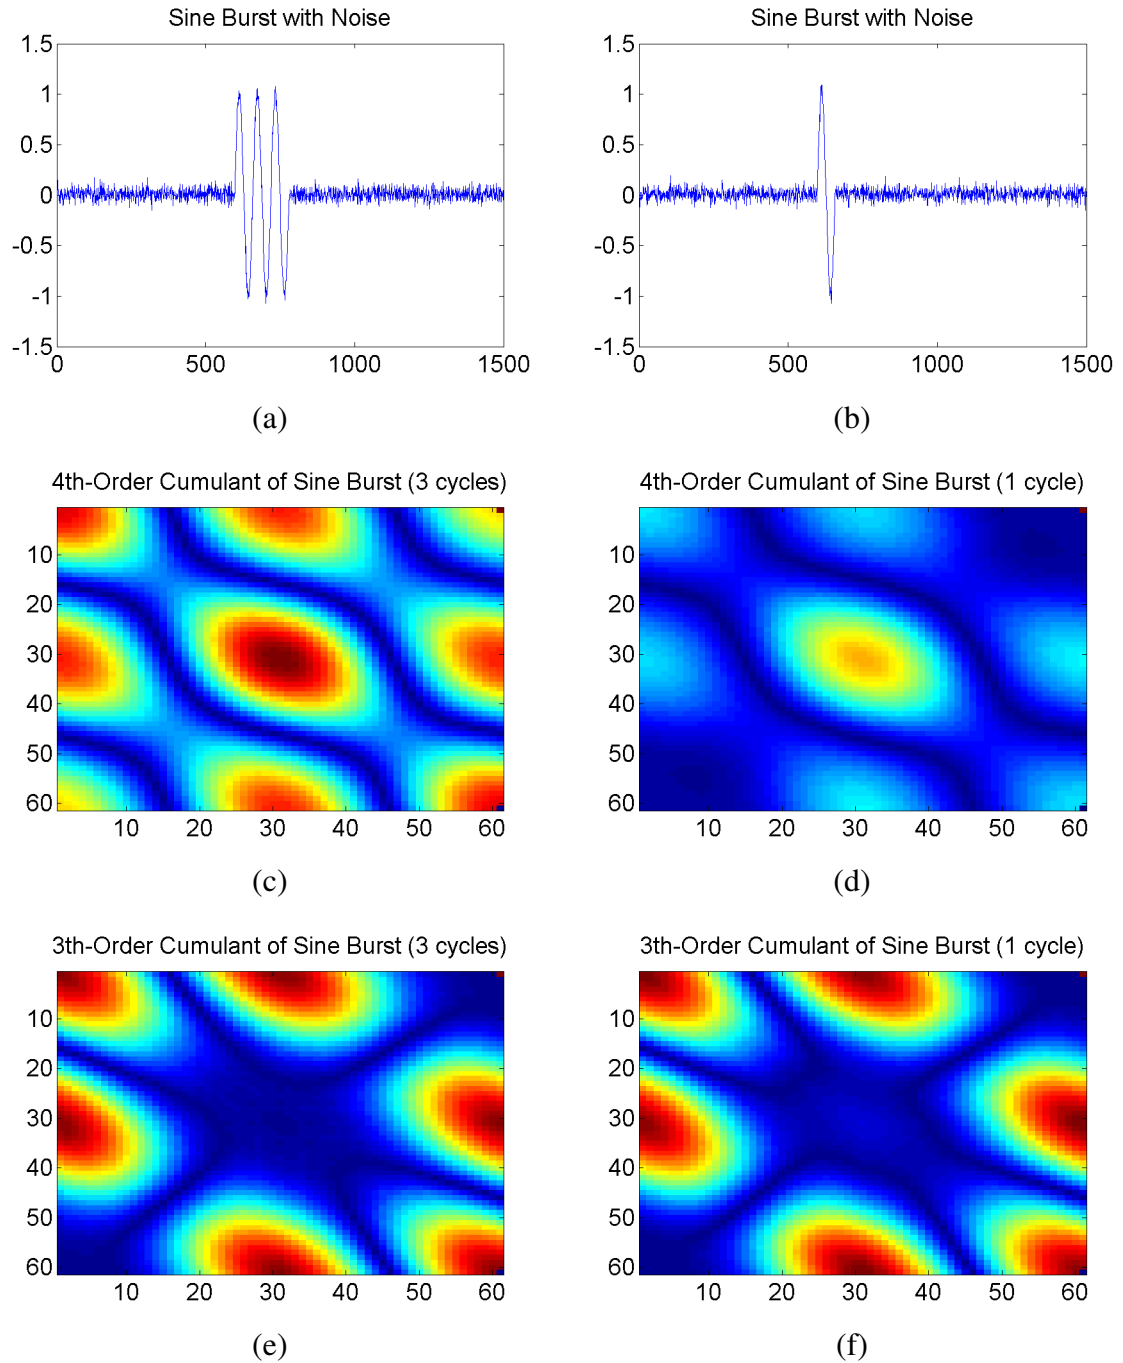 Sine Burst with Noise
Sine Burst with Noise
1.5
1
0.5
0
-0.5
-1
-1.5
0 500 1000 1500
1.5
1
0.5
0
-0.5
-1
-1.5
0 500 1000 1500
(a)
(b)
4th-Order Cumulant of Sine Burst (3 cycles)
4th-Order Cumulant of Sine Burst (1 cycle)
10
20
30
40
50
60
10 20 30 40 50 60
10
20
30
40
50
60
10 20 30 40 50 60
(c)
(d)
3th-Order Cumulant of Sine Burst (3 cycles)
3th-Order Cumulant of Sine Burst (1 cycle)
10
20
30
40
50
60
10 20 30 40 50 60
10
20
30
40
50
60
10 20 30 40 50 60
(e)
(f)